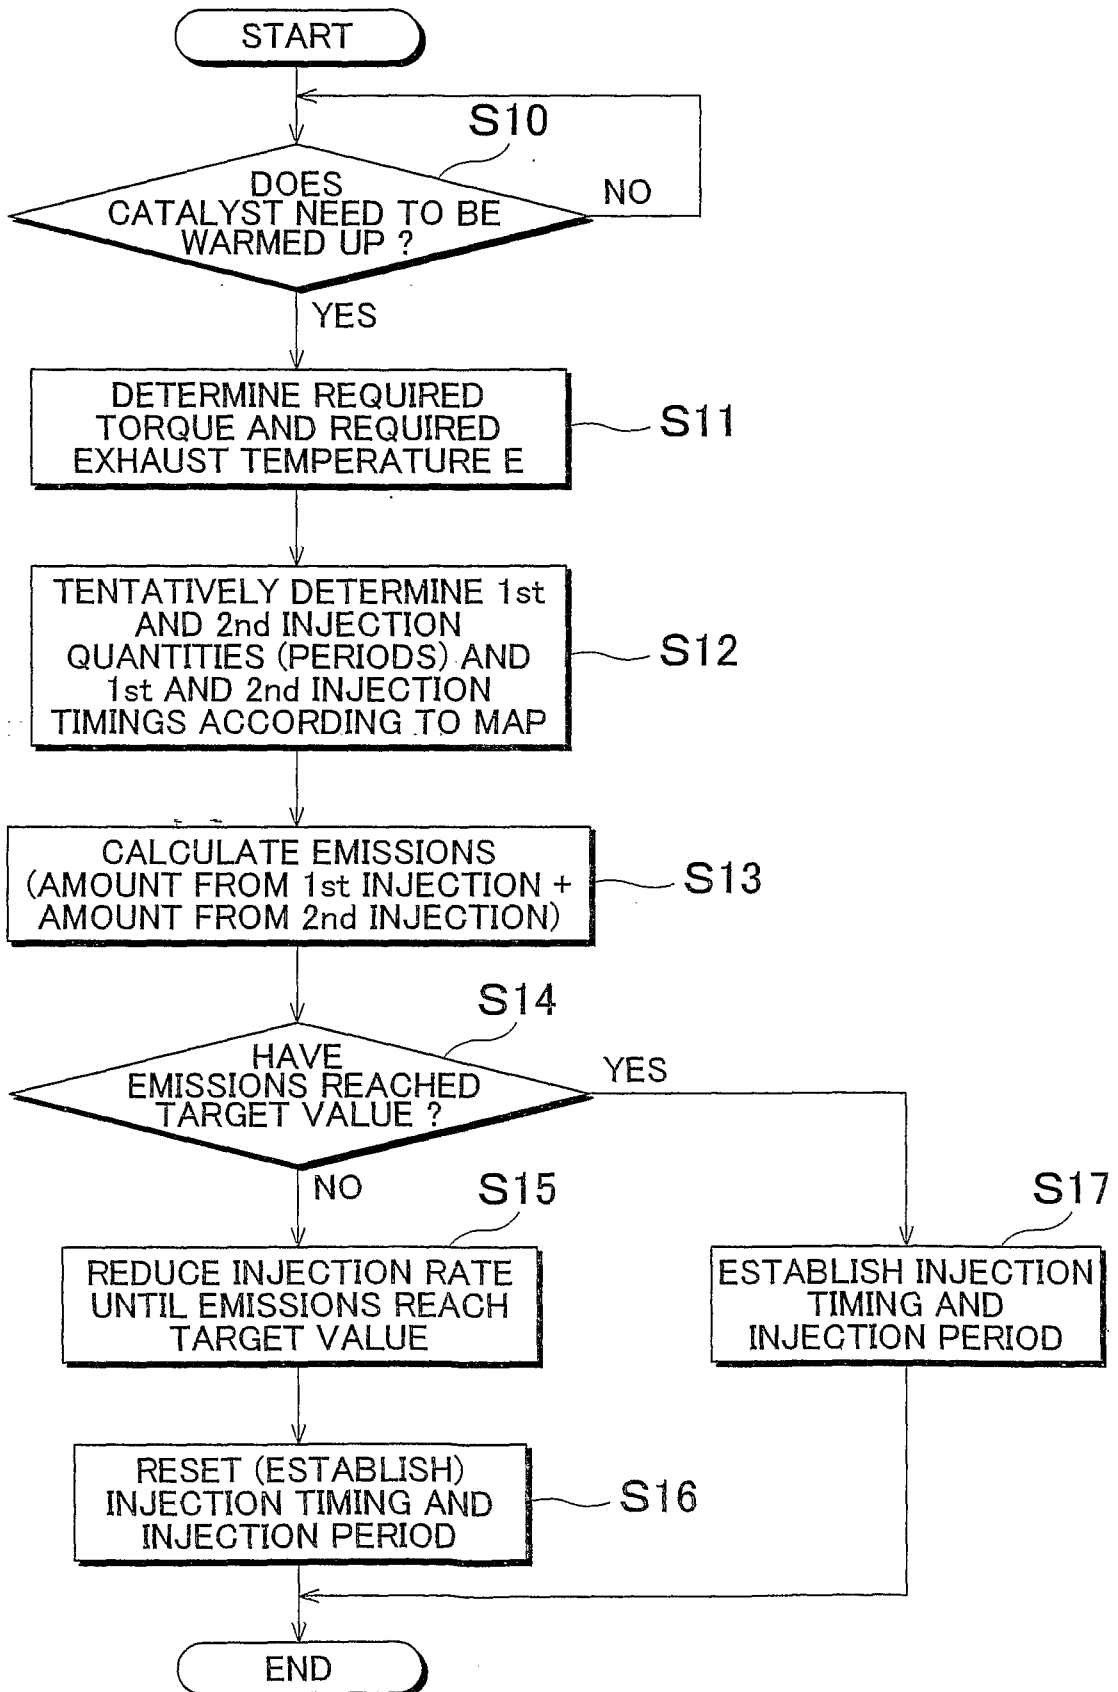 START
S10
DOES
CATALYST NEED TO BE
WARMED UP ?
NO
YES
DETERMINE REQUIRED
TORQUE AND REQUIRED
EXHAUST TEMPERATURE E
S11
TENTATIVELY DETERMINE 1st
AND 2nd INJECTION
QUANTITIES (PERIODS) AND
1st AND 2nd INJECTION
TIMINGS ACCORDING TO MAP
S12
CALCULATE EMISSIONS
(AMOUNT FROM 1st INJECTION +
AMOUNT FROM 2nd INJECTION)
S13
S14
HAVE
EMISSIONS REACHED
TARGET VALUE ?
YES
NO
S15
REDUCE INJECTION RATE
UNTIL EMISSIONS REACH
TARGET VALUE
S17
ESTABLISH INJECTION
TIMING AND
INJECTION PERIOD
RESET (ESTABLISH)
INJECTION TIMING AND
INJECTION PERIOD
S16
END